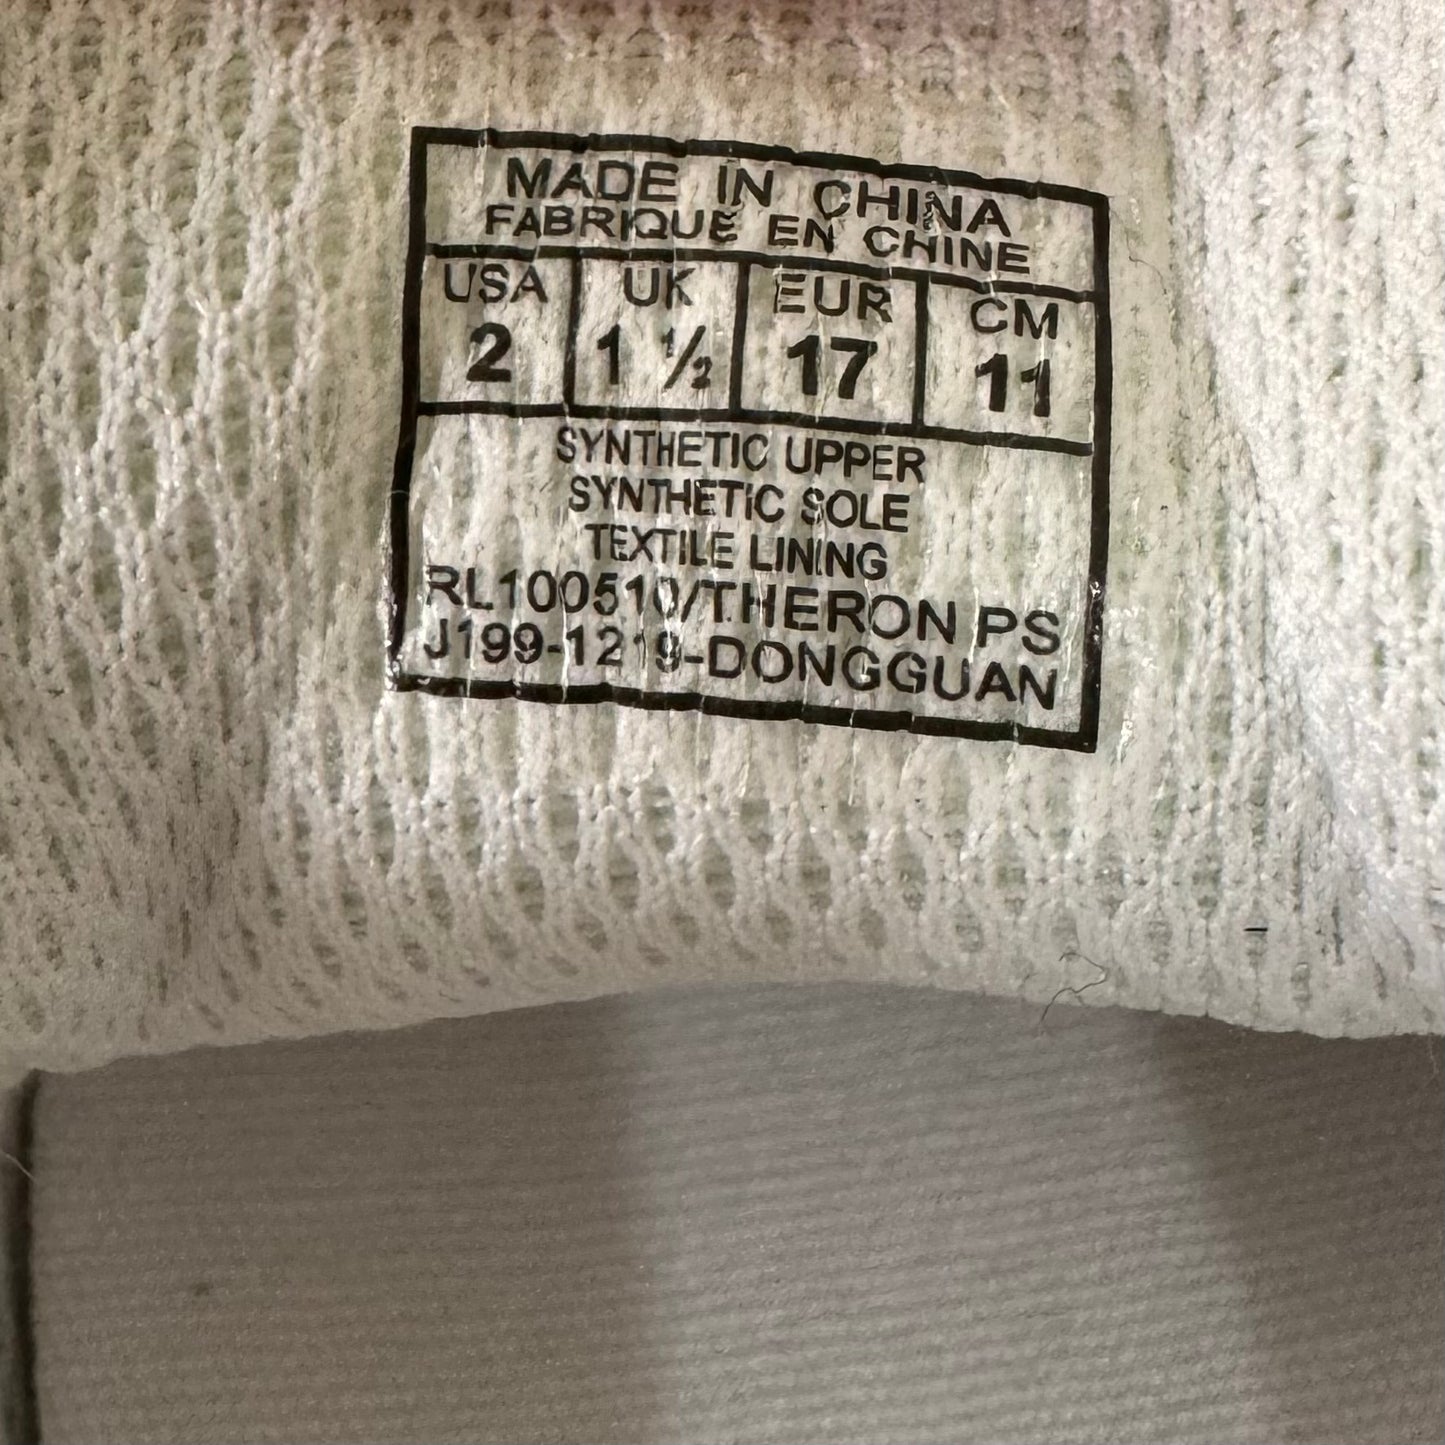 MADE IN CHINA
FABRIQUE EN CHINE
USA UK EUR CM
2 1 ½ 17 11
SYNTHETIC UPPER
SYNTHETIC SOLE
TEXTILE LINING
RL100510/THERON PS
J199-1219-DONGGUAN